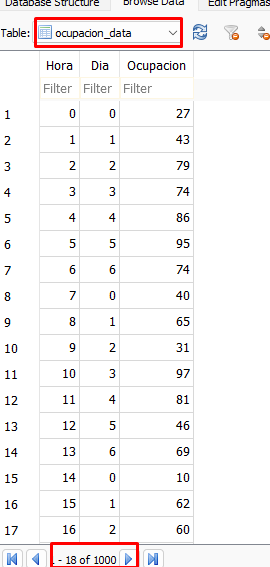 Database Structure Browse Data Edit Pragmas
Table: ocupacion_data
Hora Dia Ocupacion
Filter Filter Filter
1 0 0 27
2 1 1 43
3 2 2 79
4 3 3 74
5 4 4 86
6 5 5 95
7 6 6 74
8 7 0 40
9 8 1 65
10 9 2 31
11 10 3 97
12 11 4 81
13 12 5 46
14 13 6 69
15 14 0 10
16 15 1 62
17 16 2 60
- 18 of 1000